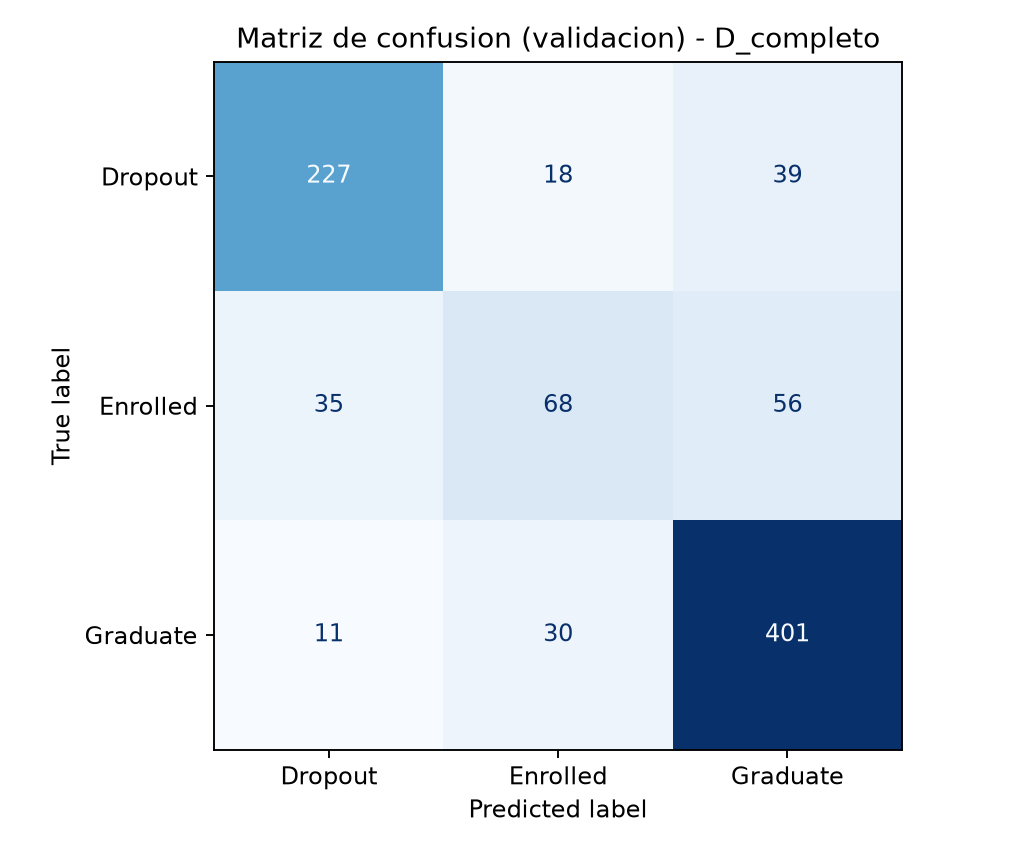 Matriz de confusion (validacion) - D_completo
Dropout 227 18 39
True label
Enrolled 35 68 56
Graduate 11 30 401
Dropout Enrolled Graduate
Predicted label